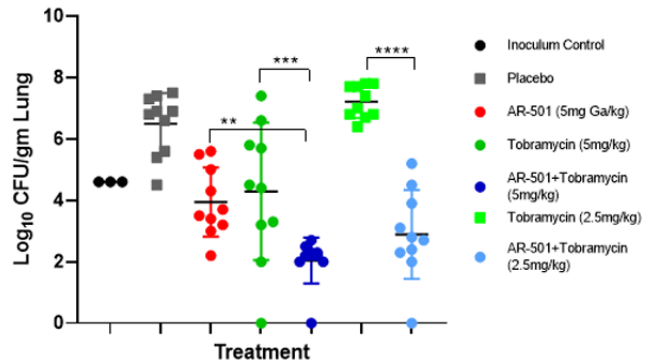 10
8
6
4
2
0
Log10 CFU/gm Lung
Treatment
**
***
****
Inoculum Control
Placebo
AR-501 (5mg Ga/kg)
Tobramycin (5mg/kg)
AR-501+Tobramycin
(5mg/kg)
Tobramycin (2.5mg/kg)
AR-501+Tobramycin
(2.5mg/kg)